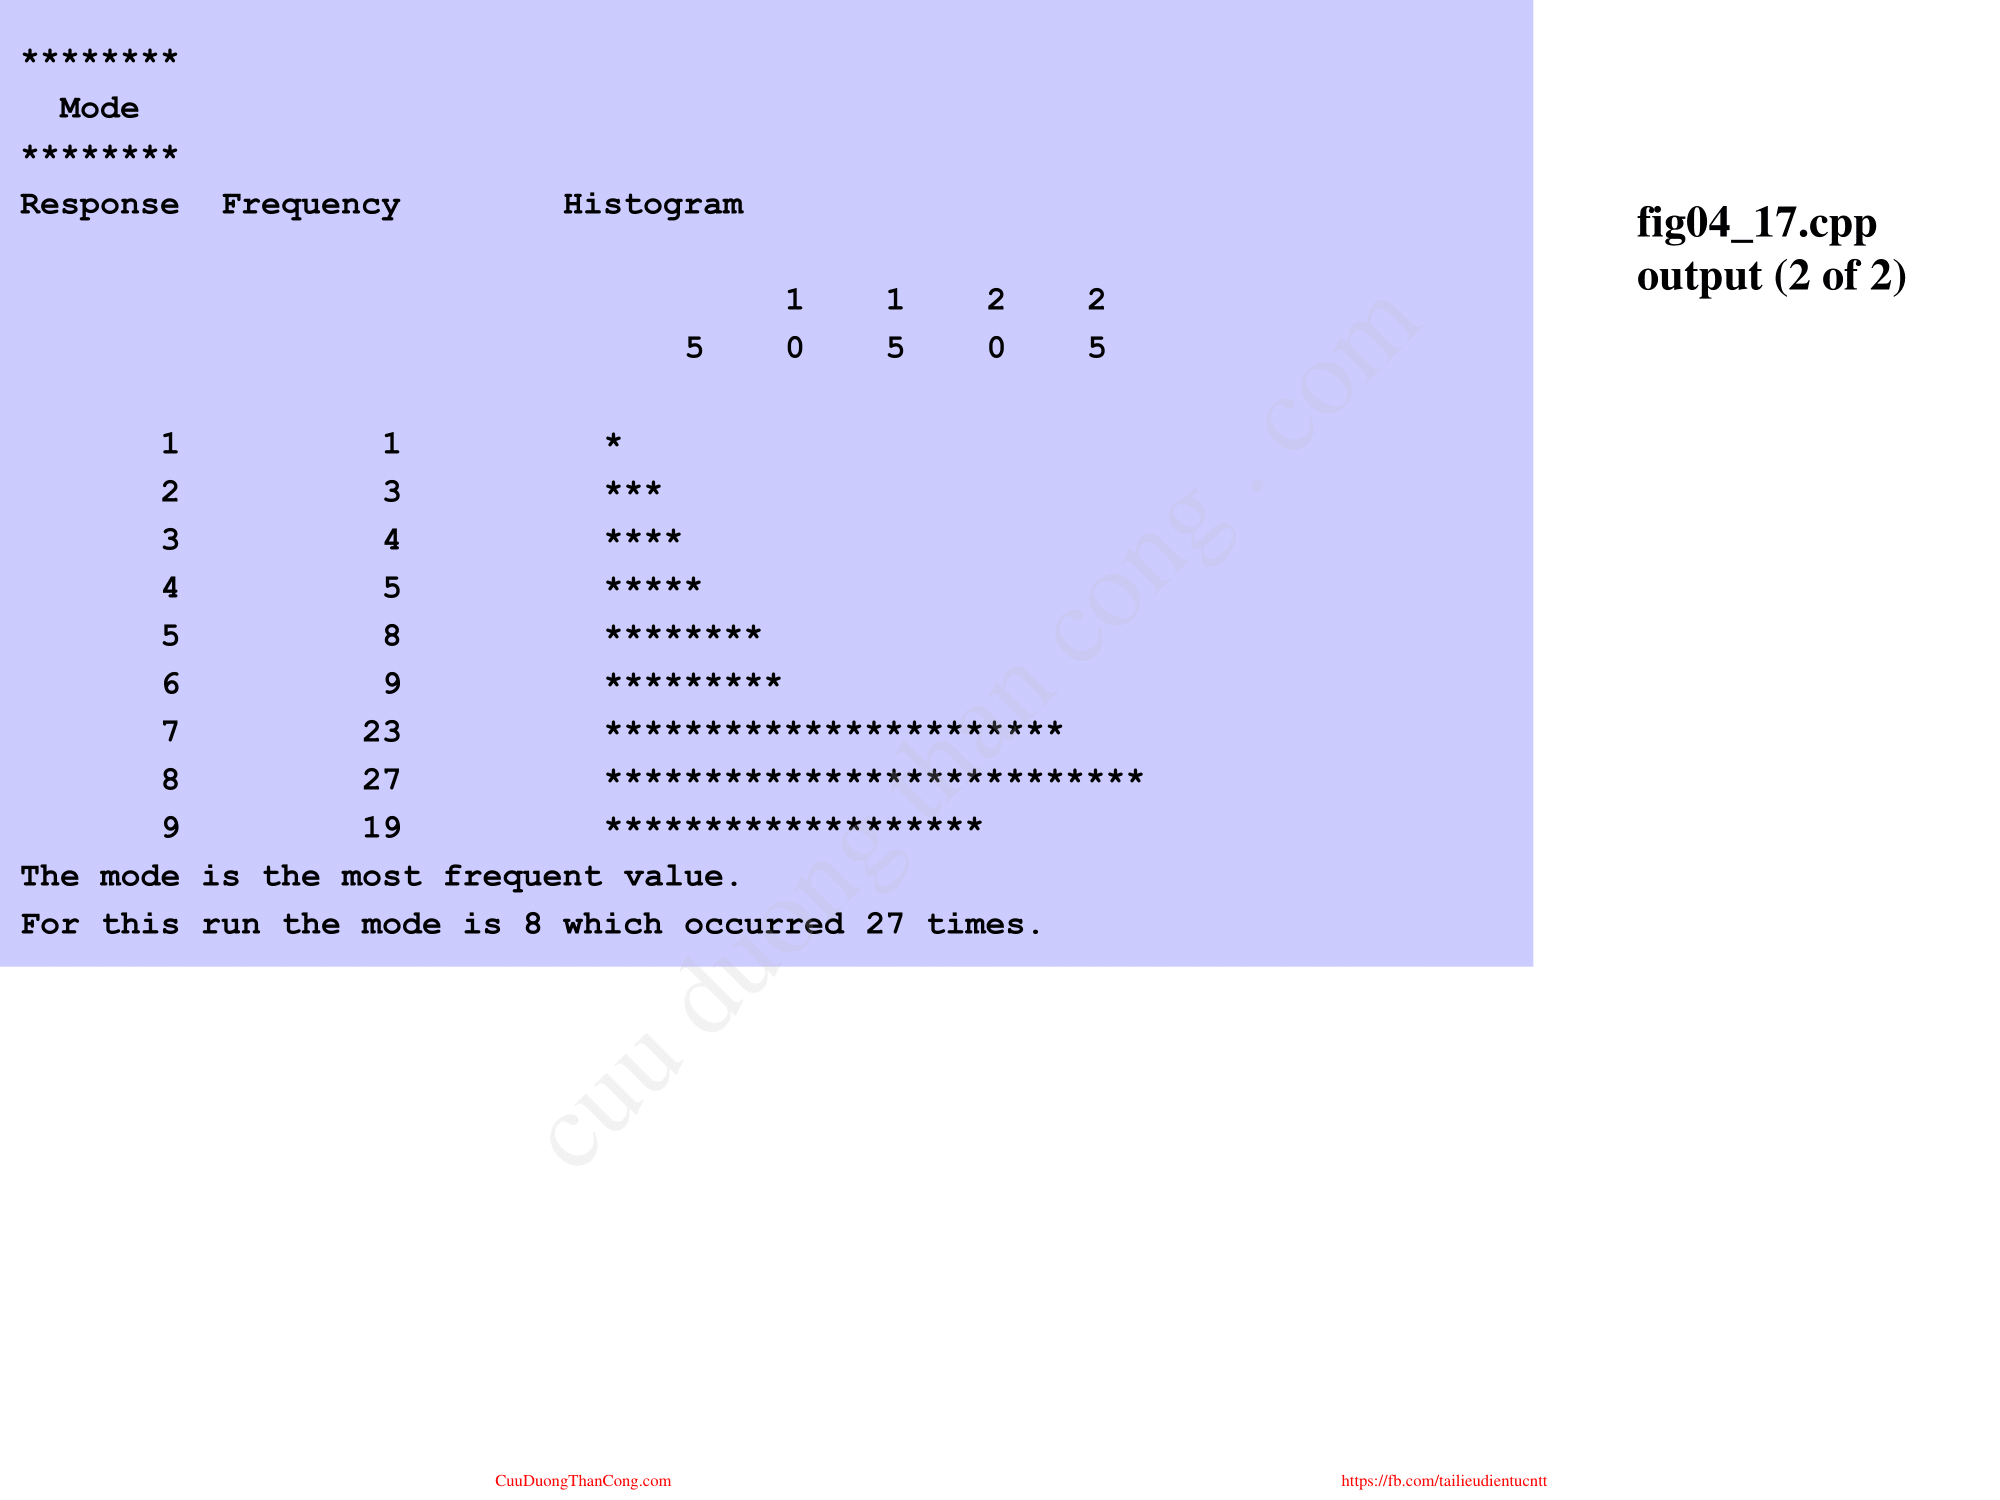 ********
Mode
********
Response  Frequency        Histogram
1    1    2    2
5    0    5    0    5
1          1          *
2          3          ***
3          4          ****
4          5          *****
5          8          ********
6          9          *********
7         23          ***********************
8         27          ***************************
9         19          *******************
The mode is the most frequent value.
For this run the mode is 8 which occurred 27 times.
fig04_17.cpp
output (2 of 2)
cuu duong than cong . com
CuuDuongThanCong.com
https://fb.com/tailieudientucntt